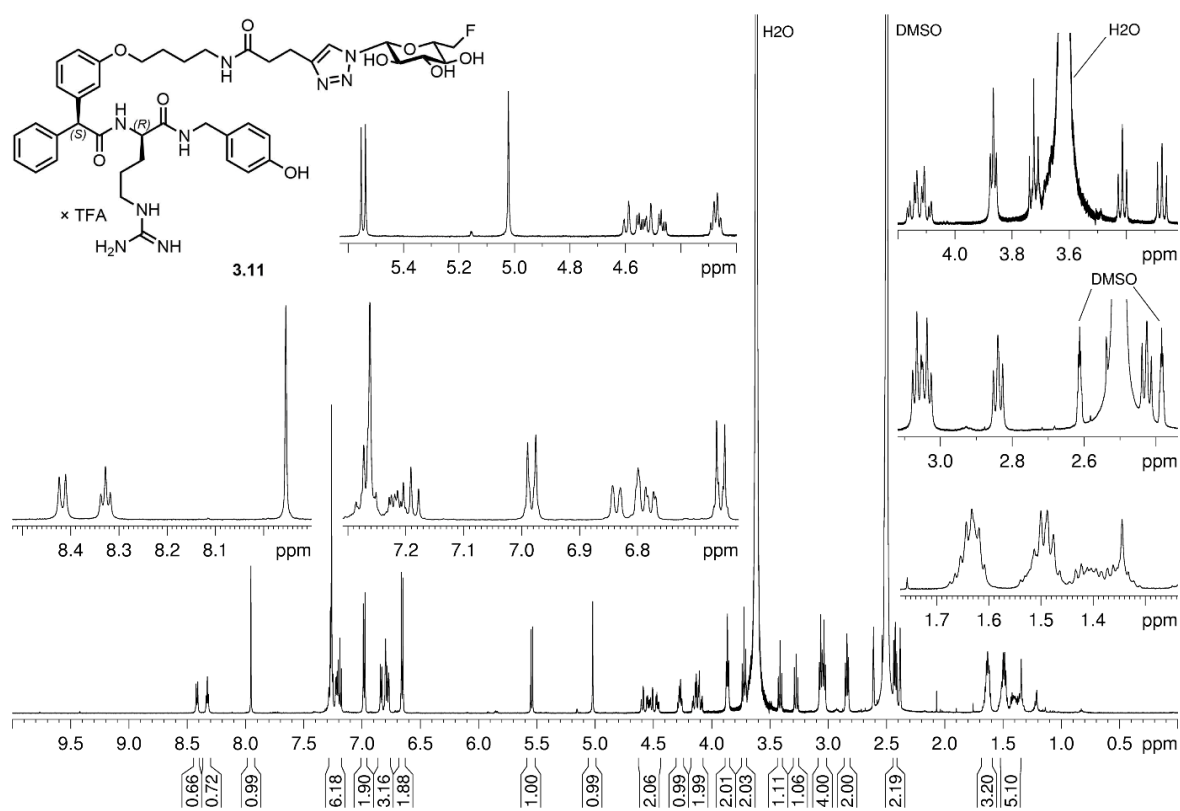 O
N
H
O
N
N=N
O
F
HO
HO
OH
OH
(S)
O
H
N
(R)
O
N
H
OH
NH
H2N
NH
× TFA
3.11
H2O
DMSO
H2O
5.4 5.2 5.0 4.8 4.6 ppm
4.0 3.8 3.6 ppm
DMSO
3.0 2.8 2.6 ppm
8.4 8.3 8.2 8.1 ppm
7.2 7.1 7.0 6.9 6.8 ppm
1.7 1.6 1.5 1.4 ppm
9.5 9.0 8.5 8.0 7.5 7.0 6.5 6.0 5.5 5.0 4.5 4.0 3.5 3.0 2.5 2.0 1.5 1.0 0.5 ppm
0.66 0.72 0.99 6.18 1.90 3.16 1.88 1.00 0.99 2.06 0.99 1.99 2.01 2.03 1.11 1.06 4.00 2.00 2.19 3.20 5.10